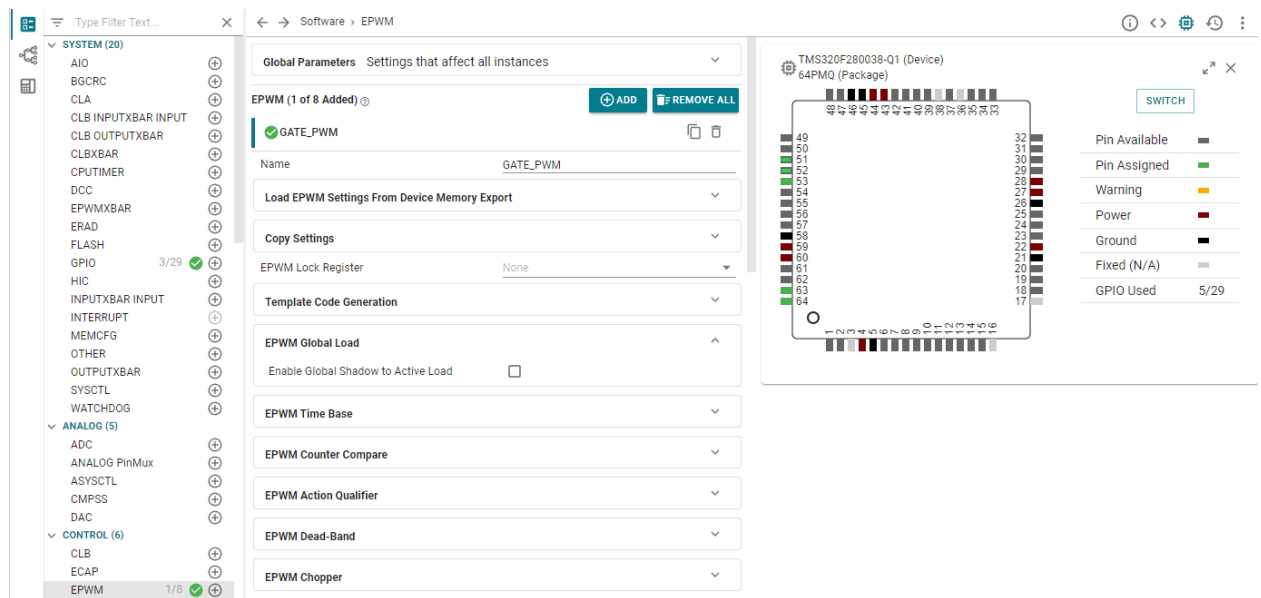 Type Filter Text...
Software › EPWM
SYSTEM (20)
AIO
BGCRC
CLA
CLB INPUTXBAR INPUT
CLB OUTPUTXBAR
CLBXBAR
CPUTIMER
DCC
EPWMXBAR
ERAD
FLASH
GPIO 3/29
HIC
INPUTXBAR INPUT
INTERRUPT
MEMCFG
OTHER
OUTPUTXBAR
SYSCTL
WATCHDOG
ANALOG (5)
ADC
ANALOG PinMux
ASYSCTL
CMPSS
DAC
CONTROL (6)
CLB
ECAP
EPWM 1/8
Global Parameters Settings that affect all instances
EPWM (1 of 8 Added)
ADD
REMOVE ALL
GATE_PWM
Name GATE_PWM
Load EPWM Settings From Device Memory Export
Copy Settings
EPWM Lock Register None
Template Code Generation
EPWM Global Load
Enable Global Shadow to Active Load
EPWM Time Base
EPWM Counter Compare
EPWM Action Qualifier
EPWM Dead-Band
EPWM Chopper
TMS320F280038-Q1 (Device)
64PMQ (Package)
48 47 46 45 44 43 42 41 40 39 38 37 36 35 34 33
49 32
50 31
51 30
52 29
53 28
54 27
55 26
56 25
57 24
58 23
59 22
60 21
61 20
62 19
63 18
64 17
1 2 3 4 5 6 7 8 9 10 11 12 13 14 15 16
SWITCH
Pin Available
Pin Assigned
Warning
Power
Ground
Fixed (N/A)
GPIO Used 5/29